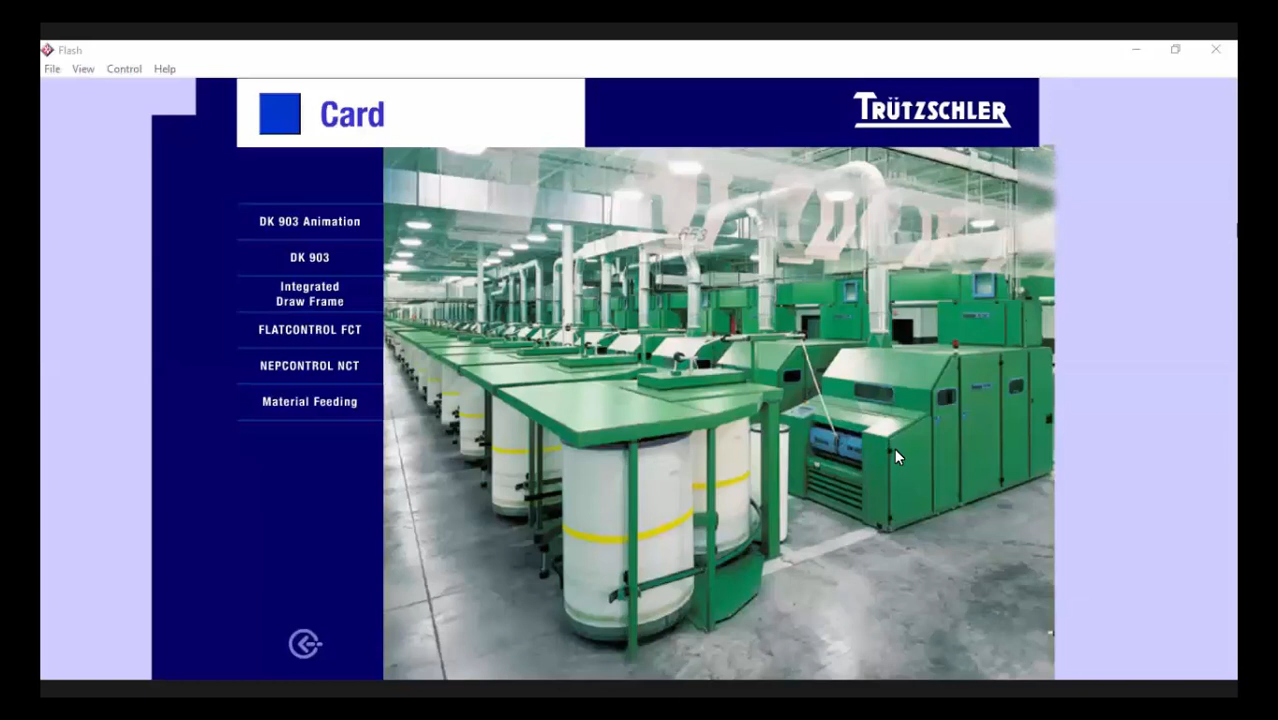 Flash
File View Control Help
Card
TRÜTZSCHLER
DK 903 Animation
DK 903
Integrated
Draw Frame
FLATCONTROL FCT
NEPCONTROL NCT
Material Feeding